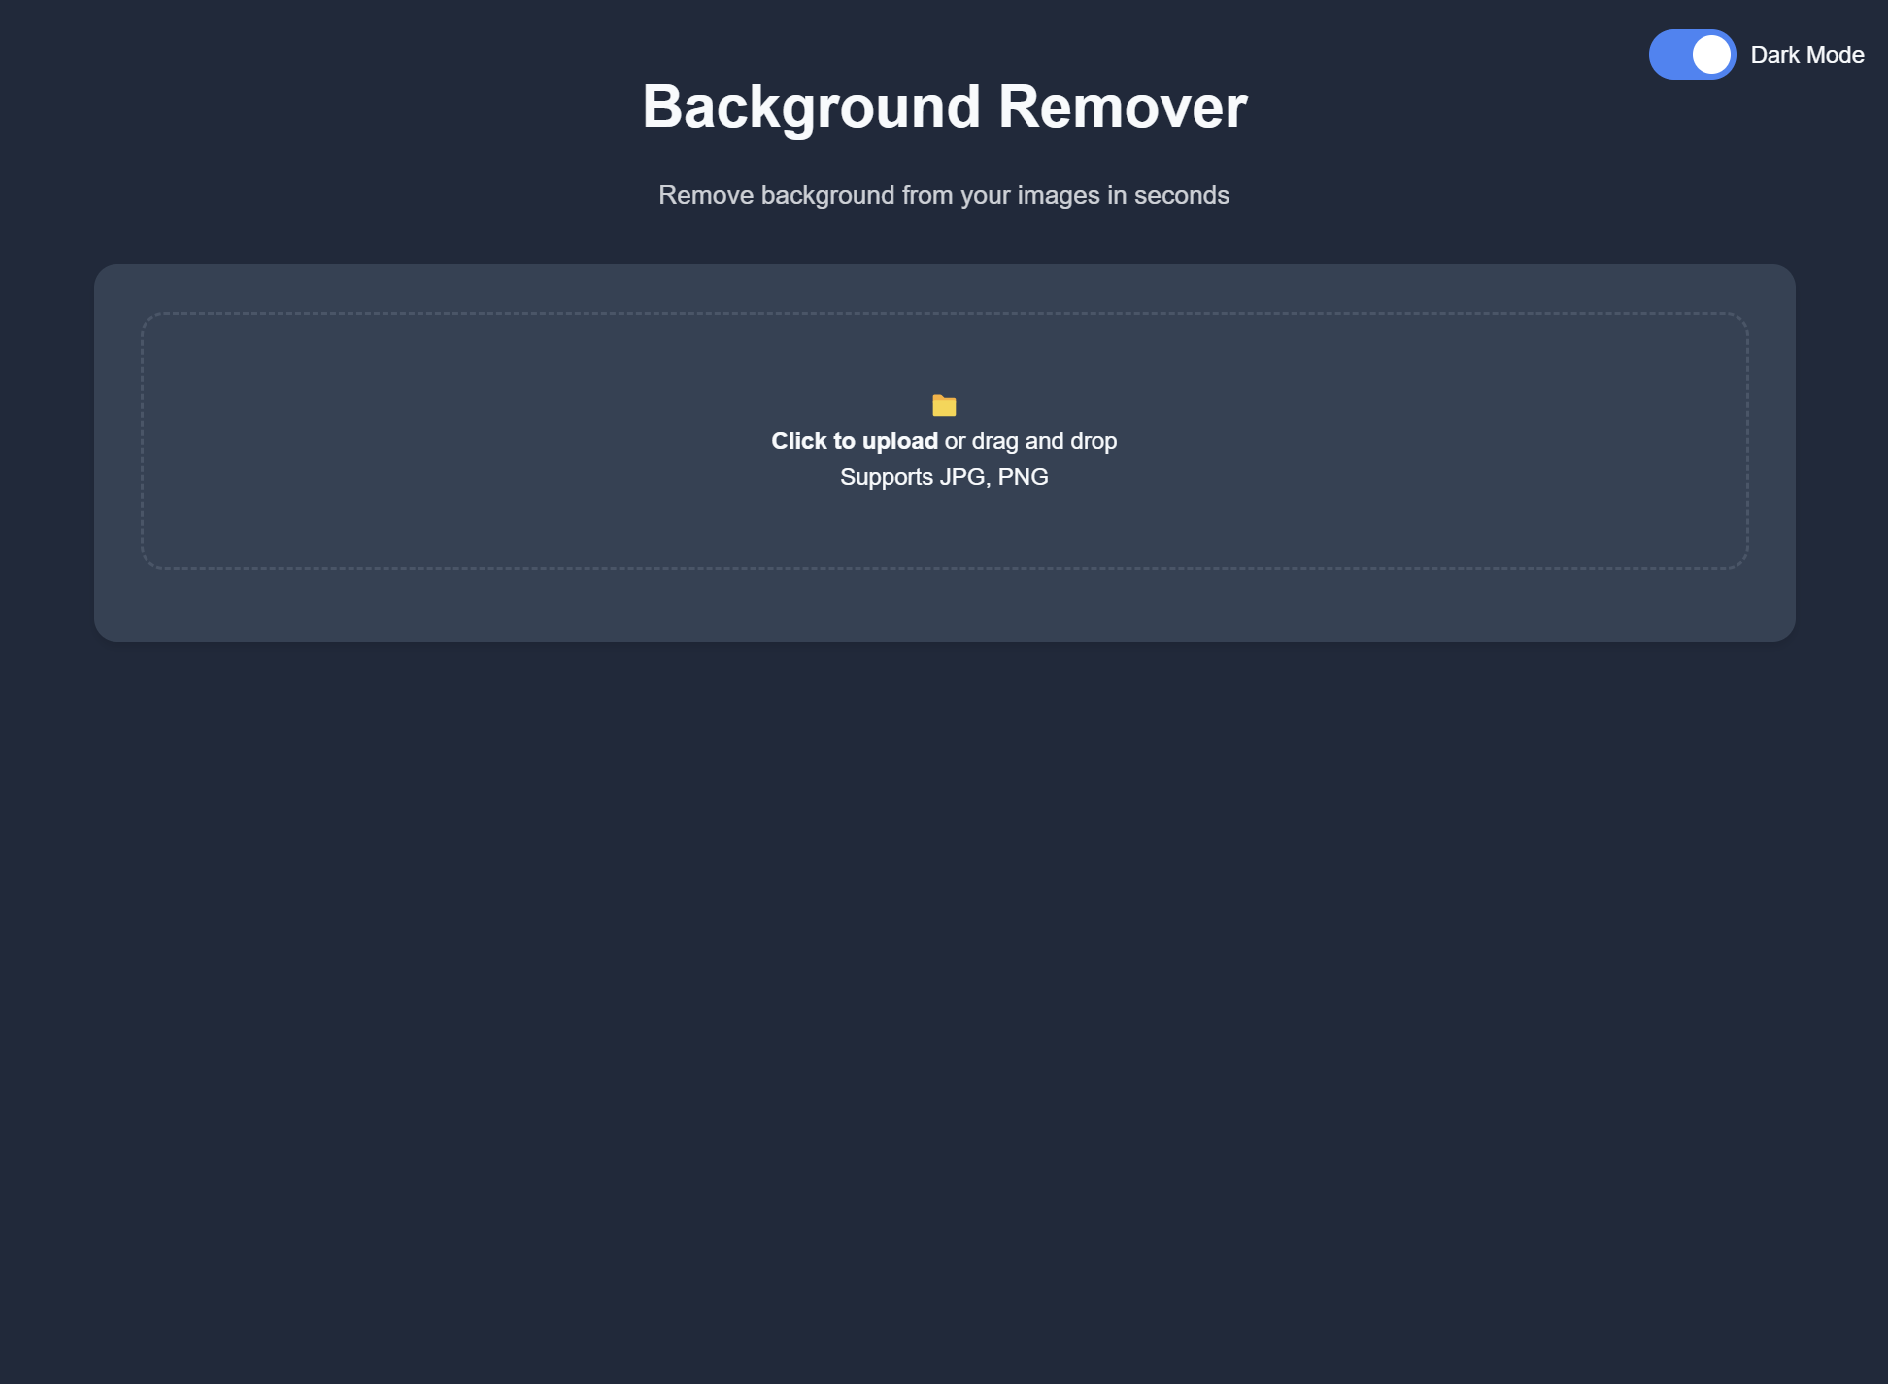 Dark Mode
Background Remover
Remove background from your images in seconds
Click to upload or drag and drop
Supports JPG, PNG